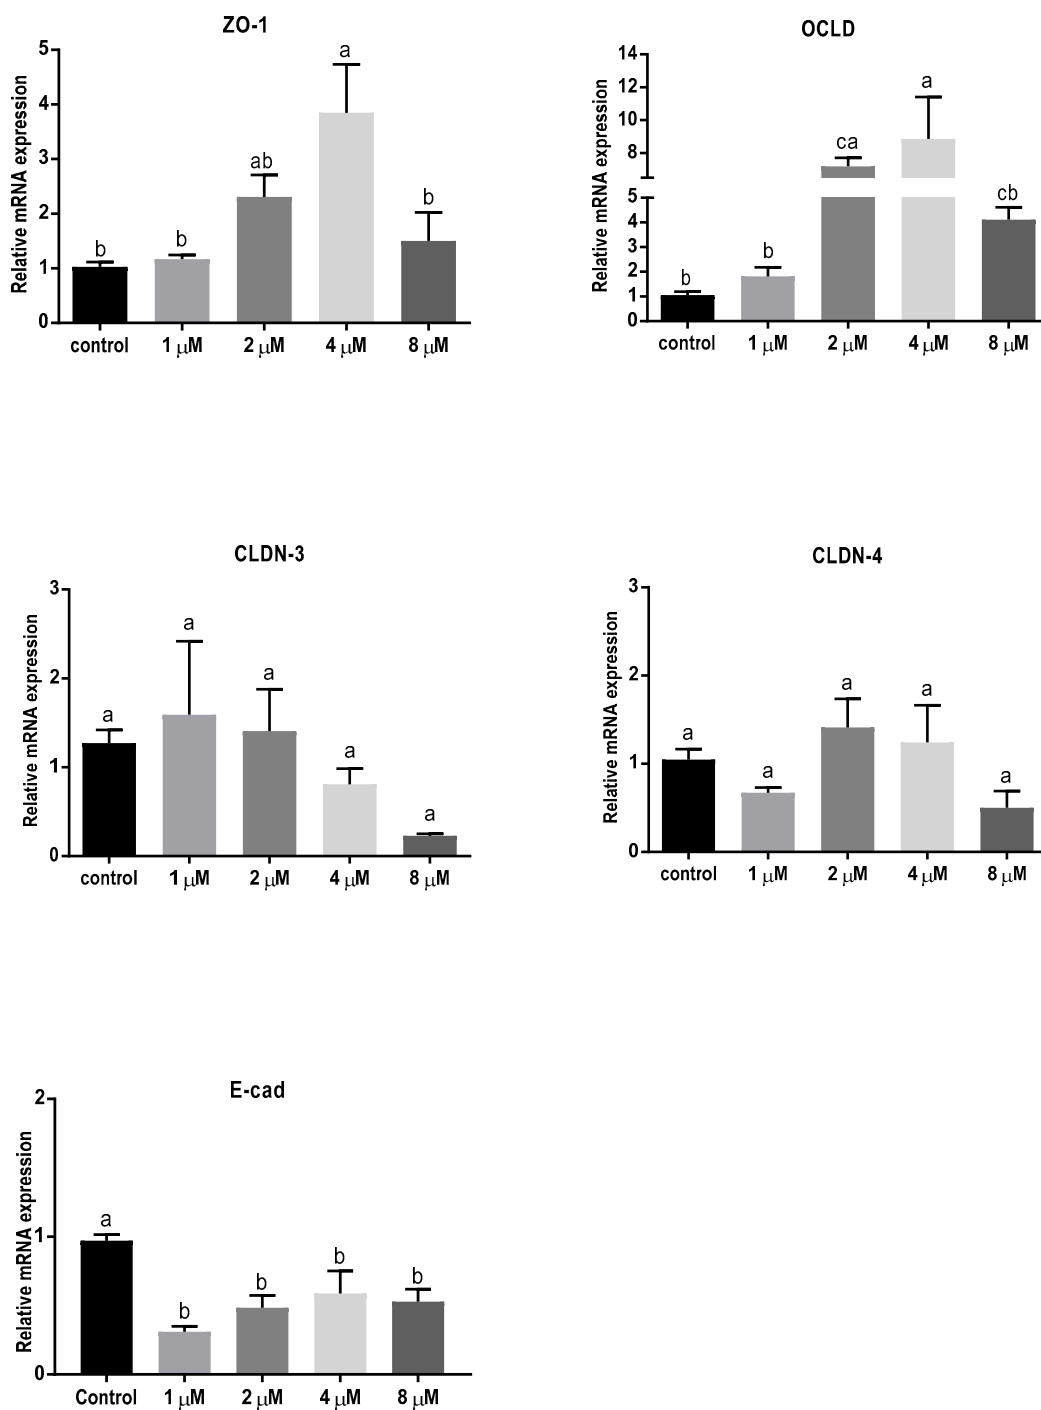 ZO-1
Relative mRNA expression
5
4
3
2
1
0
b
b
ab
a
b
control
1 μM
2 μM
4 μM
8 μM
OCLD
Relative mRNA expression
14
12
10
8
5
4
3
2
1
0
b
b
ca
a
cb
control
1 μM
2 μM
4 μM
8 μM
CLDN-3
Relative mRNA expression
3
2
1
0
a
a
a
a
a
control
1 μM
2 μM
4 μM
8 μM
CLDN-4
Relative mRNA expression
3
2
1
0
a
a
a
a
a
control
1 μM
2 μM
4 μM
8 μM
E-cad
Relative mRNA expression
2
1
0
a
b
b
b
b
Control
1 μM
2 μM
4 μM
8 μM